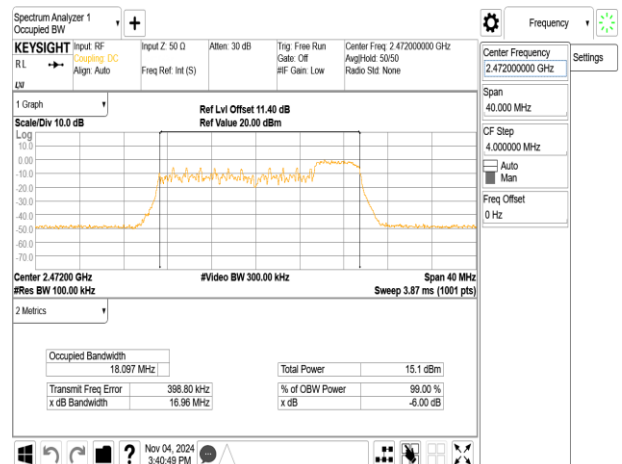 Spectrum Analyzer 1
Occupied BW
Frequency
KEYSIGHT
Input: RF
Input Z: 50 Ω
Atten: 30 dB
Trig: Free Run
Center Freq: 2.472000000 GHz
RL
Coupling: DC
Gate: Off
Avg|Hold: 50/50
Align: Auto
Freq Ref: Int (S)
#IF Gain: Low
Radio Std: None
Center Frequency
2.472000000 GHz
Settings
Span
40.000 MHz
CF Step
4.000000 MHz
Auto
Man
Freq Offset
0 Hz
1 Graph
Ref Lvl Offset 11.40 dB
Scale/Div 10.0 dB
Ref Value 20.00 dBm
Log
10.0
0.00
-10.0
-20.0
-30.0
-40.0
-50.0
-60.0
-70.0
Center 2.47200 GHz
#Video BW 300.00 kHz
Span 40 MHz
#Res BW 100.00 kHz
Sweep 3.87 ms (1001 pts)
2 Metrics
Occupied Bandwidth
18.097 MHz
Total Power
15.1 dBm
Transmit Freq Error
398.80 kHz
% of OBW Power
99.00 %
x dB Bandwidth
16.96 MHz
x dB
-6.00 dB
?
Nov 04, 2024
3:40:49 PM